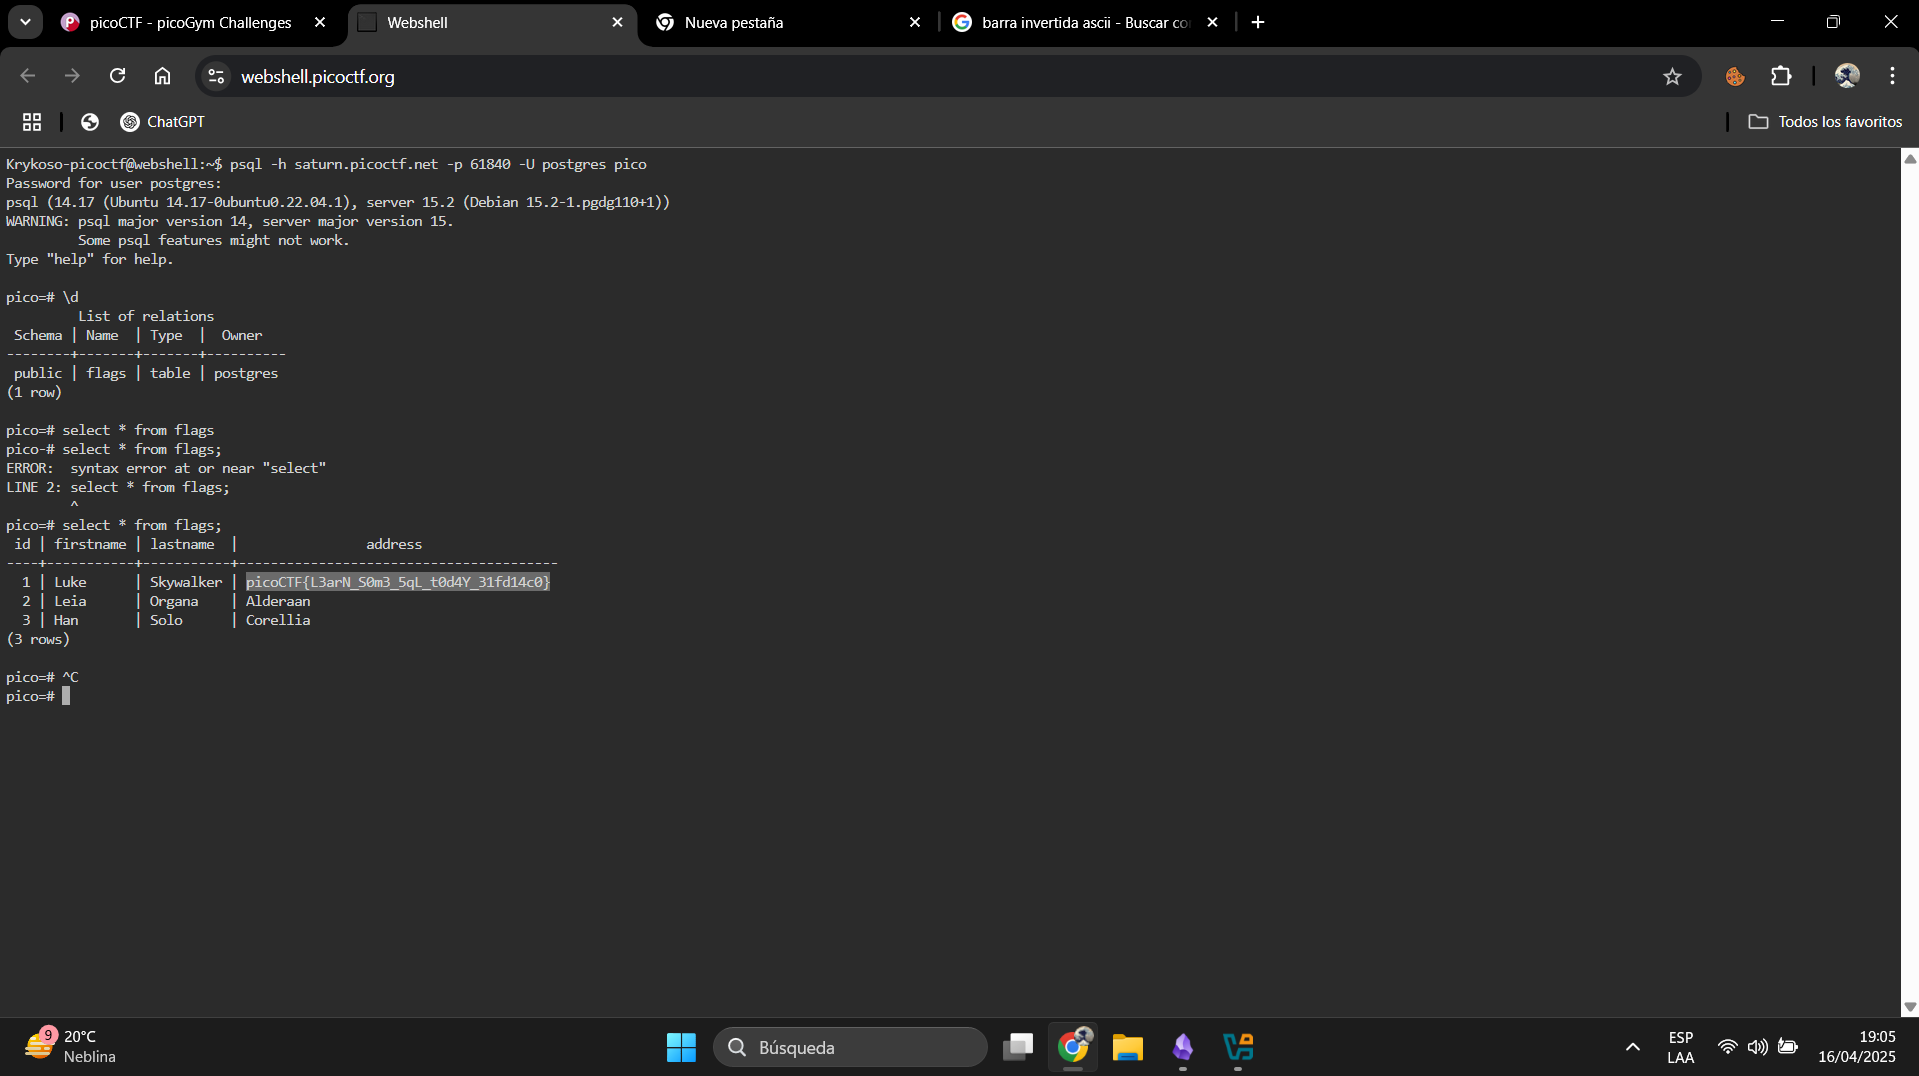 picoCTF - picoGym Challenges
Webshell
Nueva pestaña
barra invertida ascii - Buscar co
webshell.picoctf.org
ChatGPT
Todos los favoritos
Krykoso-picoctf@webshell:~$ psql -h saturn.picoctf.net -p 61840 -U postgres pico
Password for user postgres:
psql (14.17 (Ubuntu 14.17-0ubuntu0.22.04.1), server 15.2 (Debian 15.2-1.pgdg110+1))
WARNING: psql major version 14, server major version 15.
         Some psql features might not work.
Type "help" for help.
pico=# \d
         List of relations
 Schema | Name  | Type  |  Owner
--------+-------+-------+----------
 public | flags | table | postgres
(1 row)
pico=# select * from flags
pico-# select * from flags;
ERROR:  syntax error at or near "select"
LINE 2: select * from flags;
        ^
pico=# select * from flags;
 id | firstname | lastname  |                address
----+-----------+-----------+----------------------------------------
  1 | Luke      | Skywalker | picoCTF{L3arN_S0m3_5qL_t0d4Y_31fd14c0}
  2 | Leia      | Organa    | Alderaan
  3 | Han       | Solo      | Corellia
(3 rows)
pico=# ^C
pico=#
9
20°C
Neblina
Búsqueda
ESP
LAA
19:05
16/04/2025